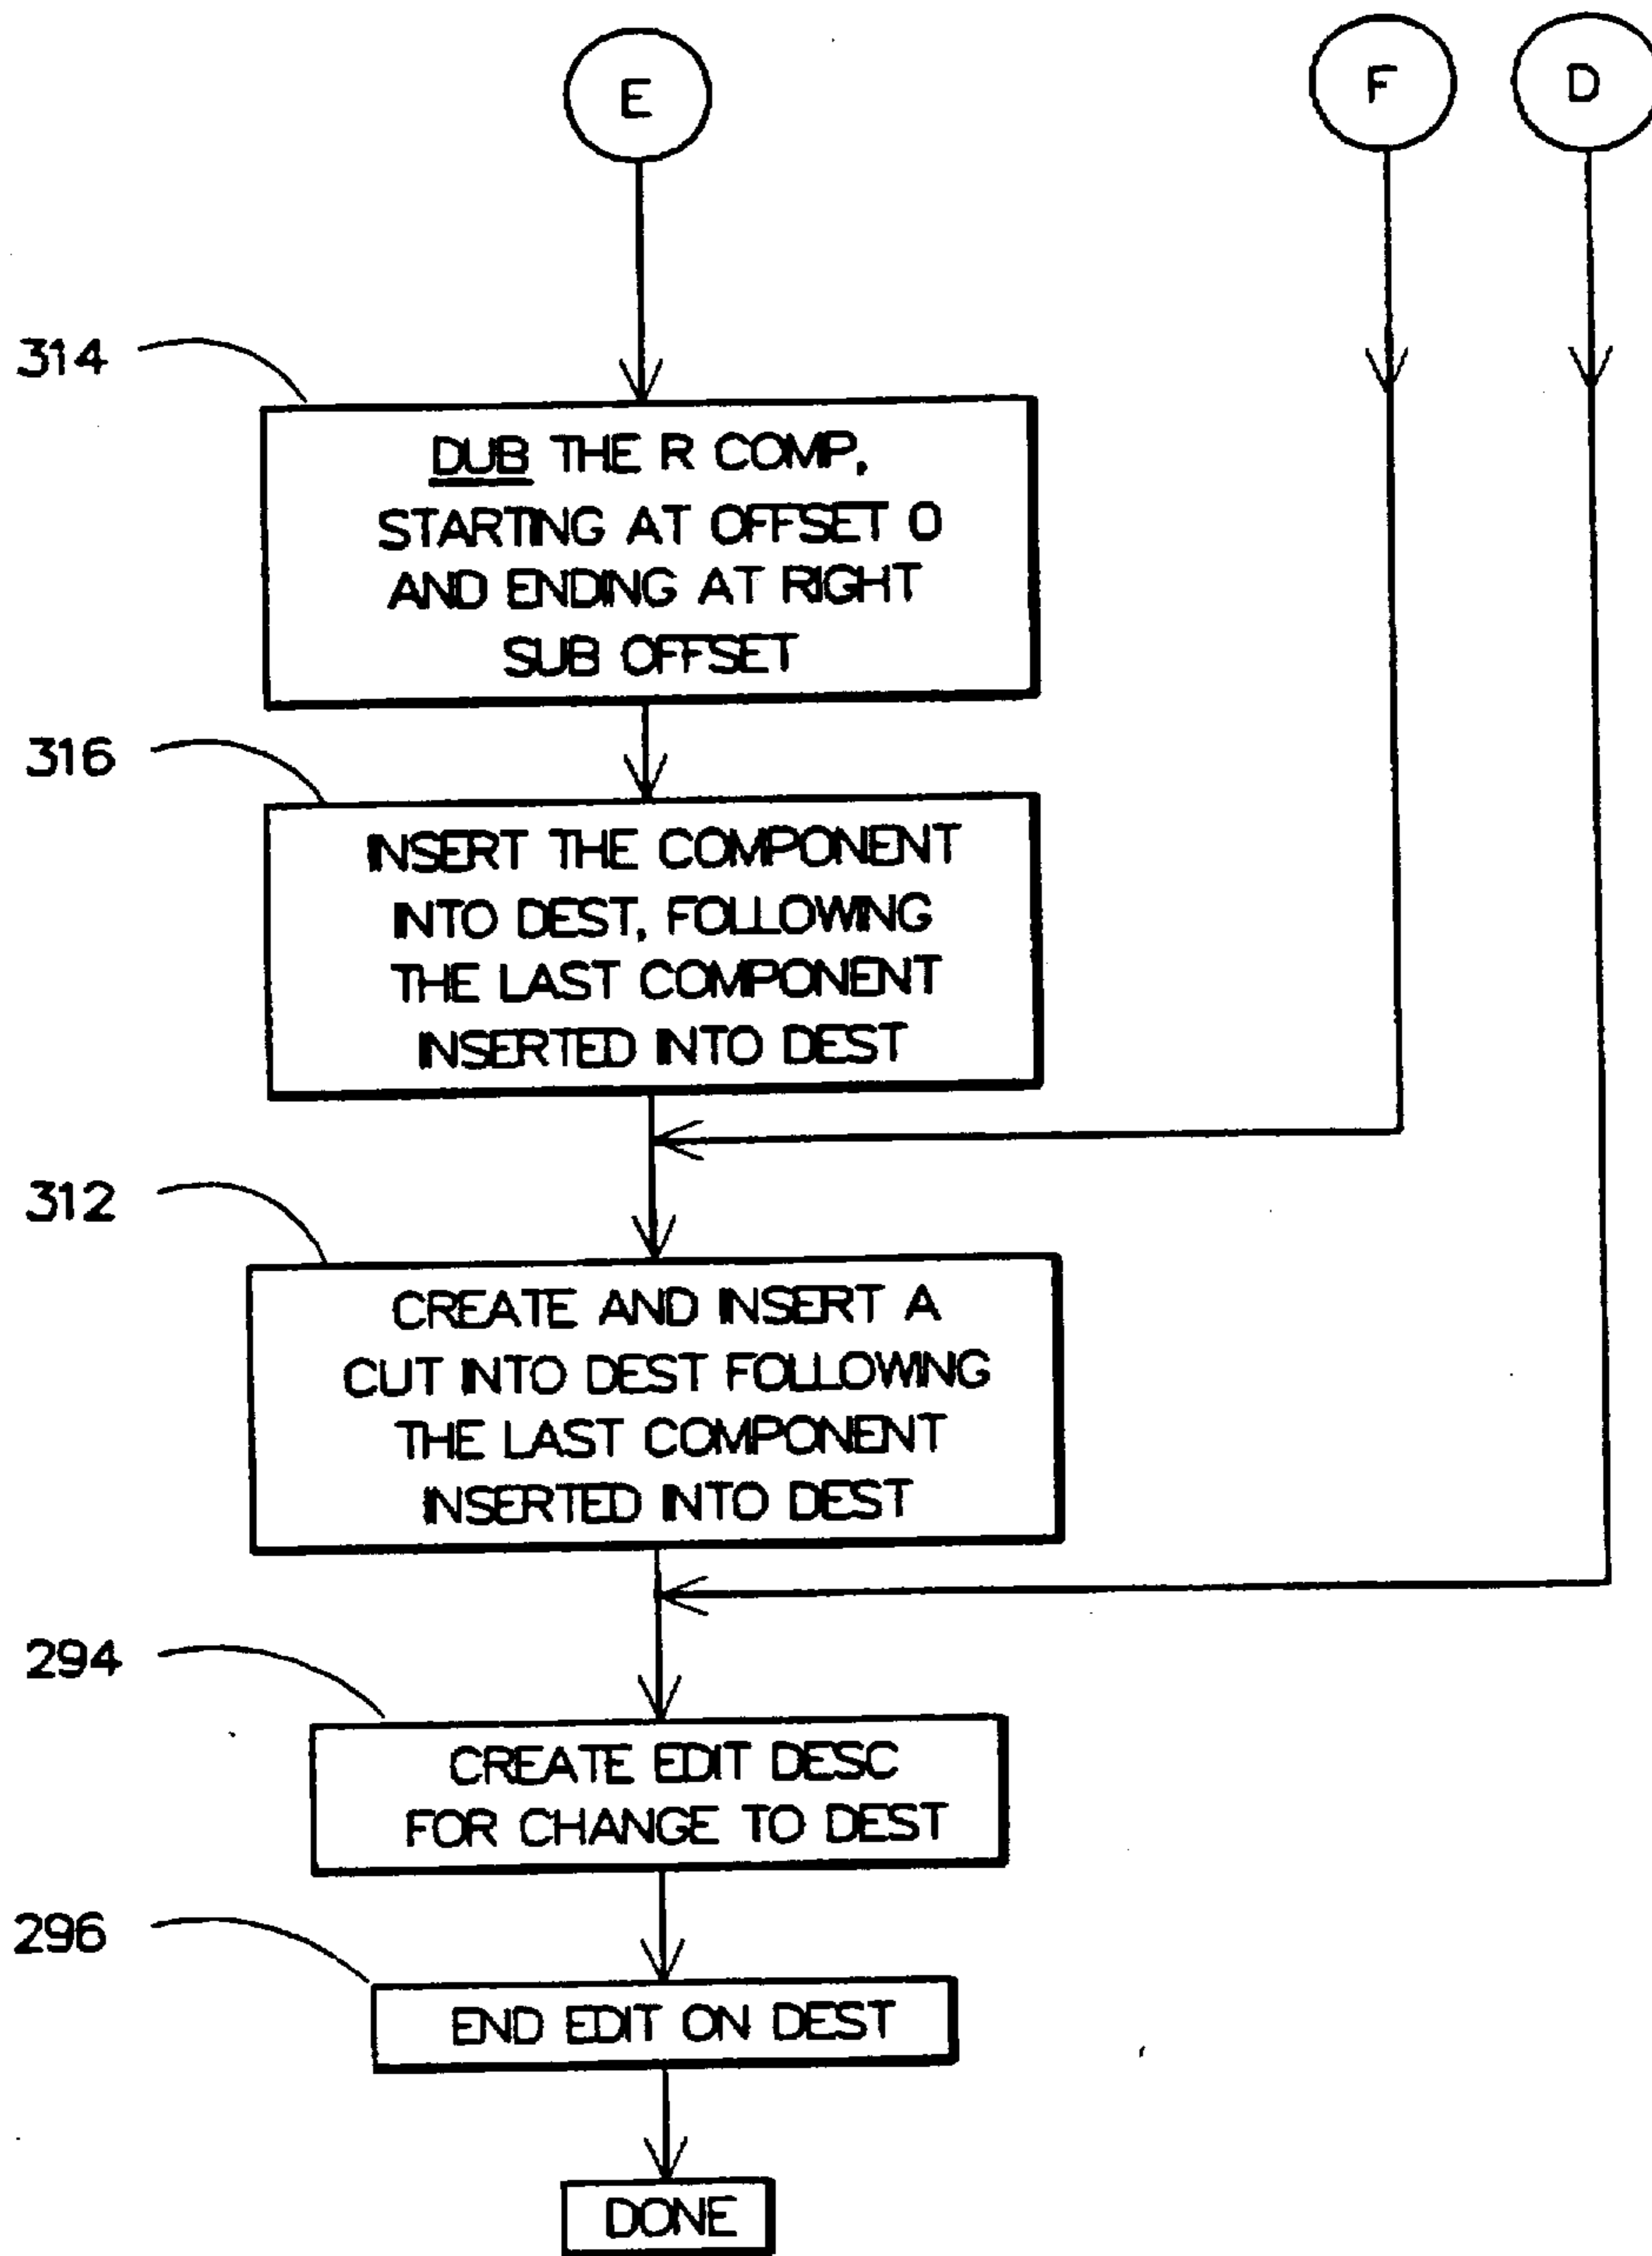 E
F
D
314
DUB THE R COMP,
STARTING AT OFFSET 0
AND ENDING AT RIGHT
SUB OFFSET
316
INSERT THE COMPONENT
INTO DEST, FOLLOWING
THE LAST COMPONENT
INSERTED INTO DEST
312
CREATE AND INSERT A
CUT INTO DEST FOLLOWING
THE LAST COMPONENT
INSERTED INTO DEST
294
CREATE EDIT DESC
FOR CHANGE TO DEST
296
END EDIT ON DEST
DONE